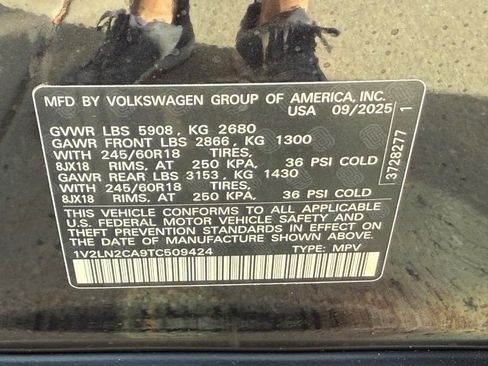 MFD BY VOLKSWAGEN GROUP OF AMERICA, INC.
USA 09/2025
GVWR LBS 5908, KG 2680
GAWR FRONT LBS 2866, KG 1300
WITH 245/60R18 TIRES,
8JX18 RIMS, AT 250 KPA, 36 PSI COLD
GAWR REAR LBS 3153, KG 1430
WITH 245/60R18 TIRES,
8JX18 RIMS, AT 250 KPA, 36 PSI COLD
THIS VEHICLE CONFORMS TO ALL APPLICABLE
U.S. FEDERAL MOTOR VEHICLE SAFETY AND
THEFT PREVENTION STANDARDS IN EFFECT ON THE
DATE OF MANUFACTURE SHOWN ABOVE.
1V2LN2CA9TC509424 TYPE: MPV
3728277 1